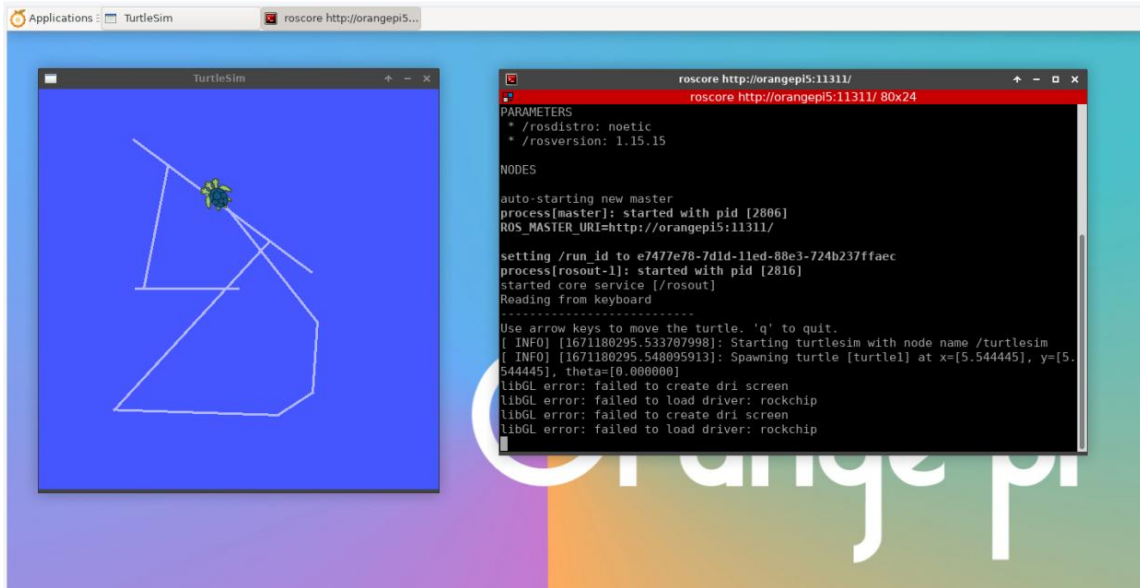 Applications
TurtleSim
roscore http://orangepi5...
TurtleSim
roscore http://orangepi5:11311/
roscore http://orangepi5:11311/ 80x24
PARAMETERS
 * /rosdistro: noetic
 * /rosversion: 1.15.15
NODES
auto-starting new master
process[master]: started with pid [2806]
ROS_MASTER_URI=http://orangepi5:11311/
setting /run_id to e7477e78-7d1d-11ed-88e3-724b237ffaec
process[rosout-1]: started with pid [2816]
started core service [/rosout]
Reading from keyboard
---------------------------
Use arrow keys to move the turtle. 'q' to quit.
[ INFO] [1671180295.533707998]: Starting turtlesim with node name /turtlesim
[ INFO] [1671180295.548095913]: Spawning turtle [turtle1] at x=[5.544445], y=[5.
544445], theta=[0.000000]
libGL error: failed to create dri screen
libGL error: failed to load driver: rockchip
libGL error: failed to create dri screen
libGL error: failed to load driver: rockchip
Orange pi